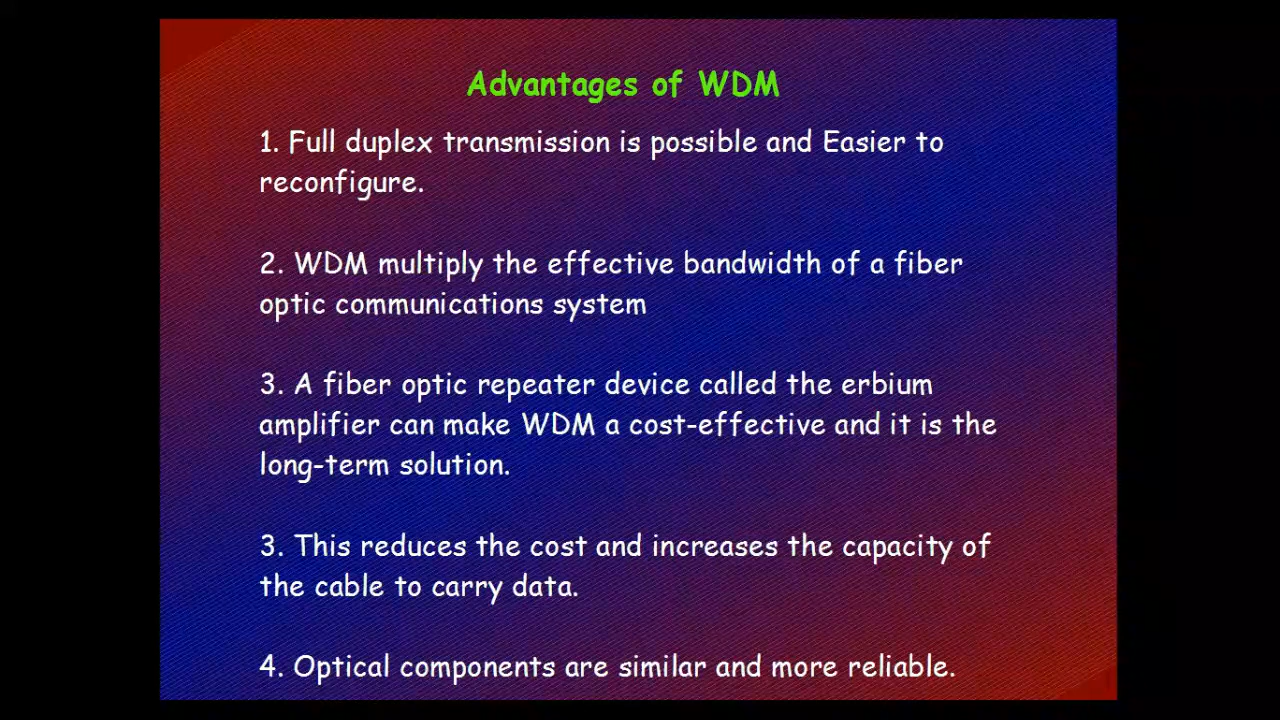 Advantages of WDM
1. Full duplex transmission is possible and Easier to
reconfigure.
2. WDM multiply the effective bandwidth of a fiber
optic communications system
3. A fiber optic repeater device called the erbium
amplifier can make WDM a cost-effective and it is the
long-term solution.
3. This reduces the cost and increases the capacity of
the cable to carry data.
4. Optical components are similar and more reliable.